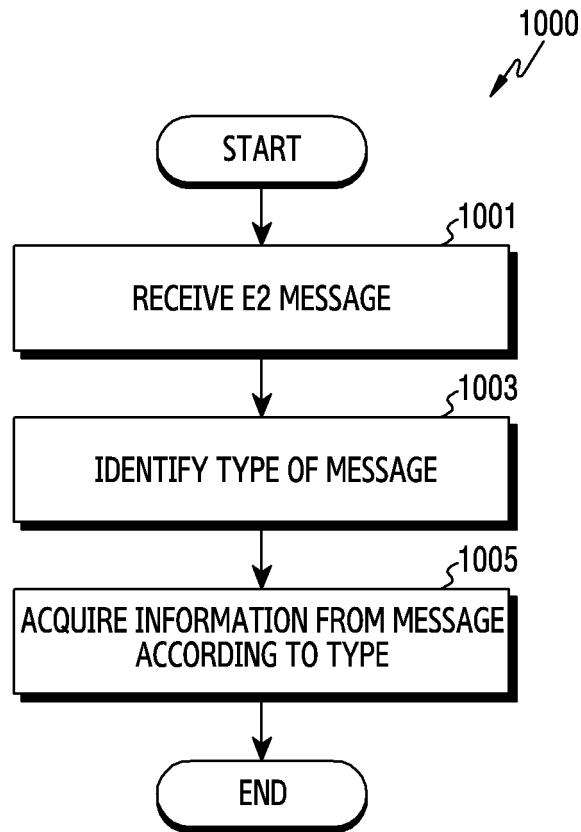 1000
START
1001
RECEIVE E2 MESSAGE
1003
IDENTIFY TYPE OF MESSAGE
1005
ACQUIRE INFORMATION FROM MESSAGE
ACCORDING TO TYPE
END